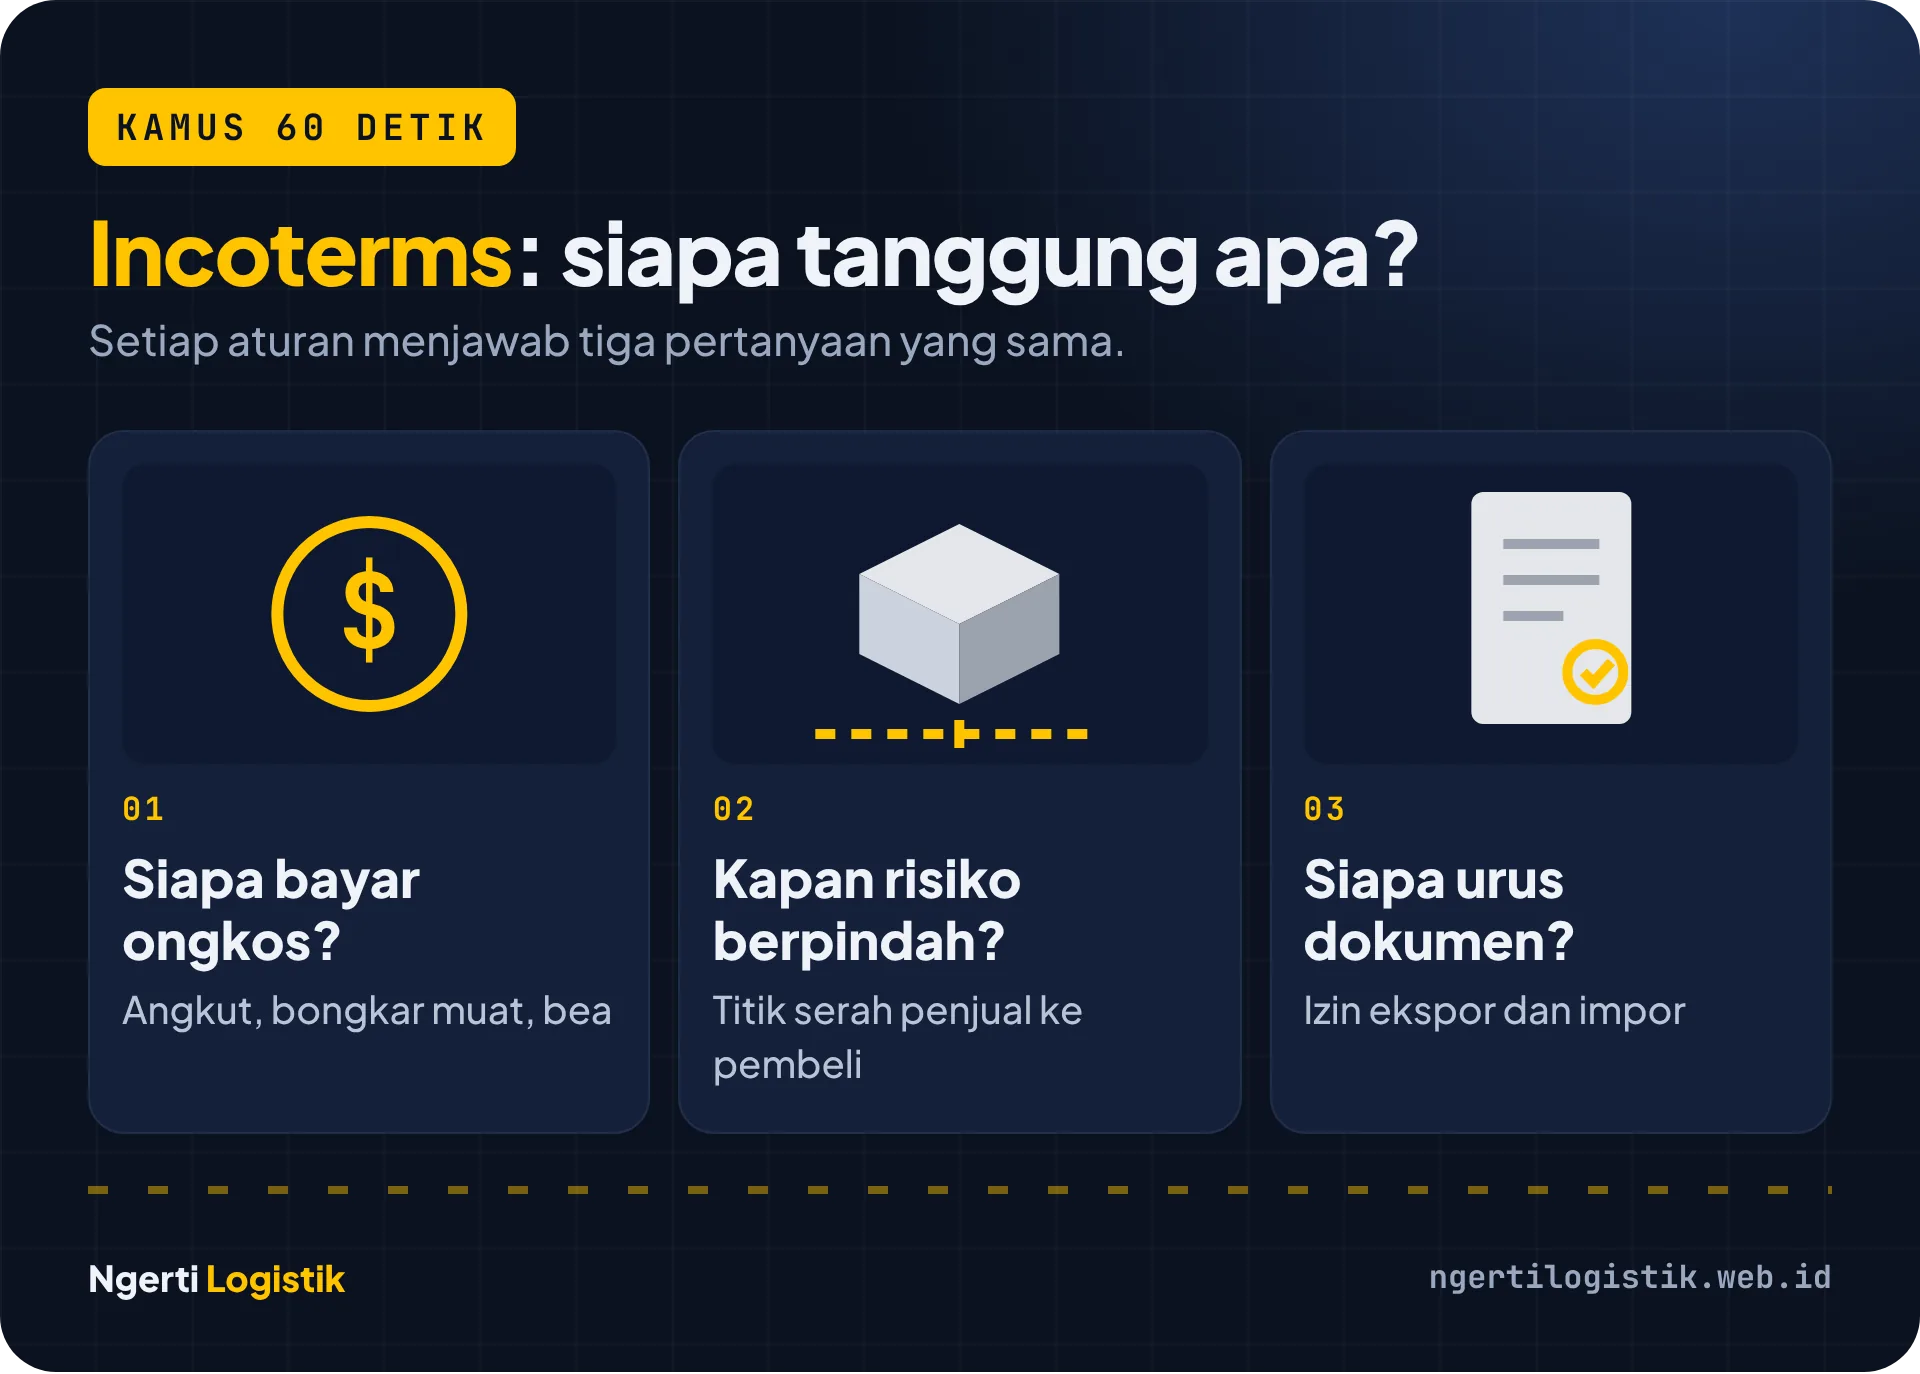 KAMUS 60 DETIK
Incoterms: siapa tanggung apa?
Setiap aturan menjawab tiga pertanyaan yang sama.
$
01
Siapa bayar
ongkos?
Angkut, bongkar muat, bea
02
Kapan risiko
berpindah?
Titik serah penjual ke
pembeli
03
Siapa urus
dokumen?
Izin ekspor dan impor
Ngerti Logistik
ngertilogistik.web.id